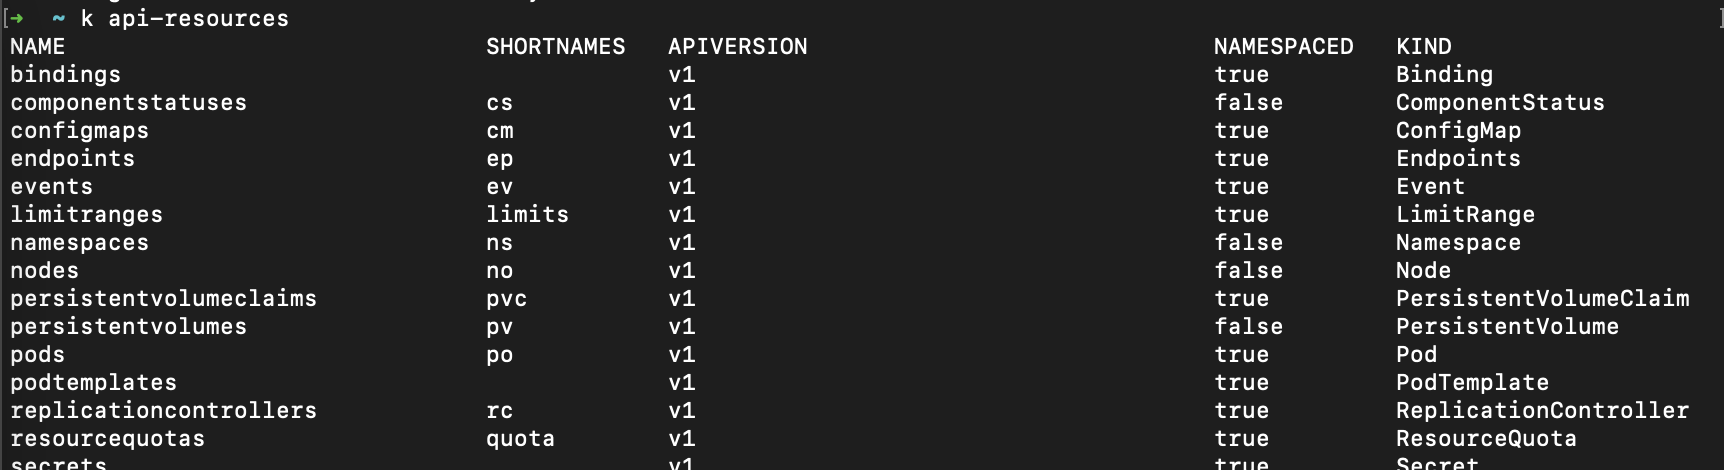 [➜ ~ k api-resources ]
NAME SHORTNAMES APIVERSION NAMESPACED KIND
bindings v1 true Binding
componentstatuses cs v1 false ComponentStatus
configmaps cm v1 true ConfigMap
endpoints ep v1 true Endpoints
events ev v1 true Event
limitranges limits v1 true LimitRange
namespaces ns v1 false Namespace
nodes no v1 false Node
persistentvolumeclaims pvc v1 true PersistentVolumeClaim
persistentvolumes pv v1 false PersistentVolume
pods po v1 true Pod
podtemplates v1 true PodTemplate
replicationcontrollers rc v1 true ReplicationController
resourcequotas quota v1 true ResourceQuota
secrets v1 true Secret